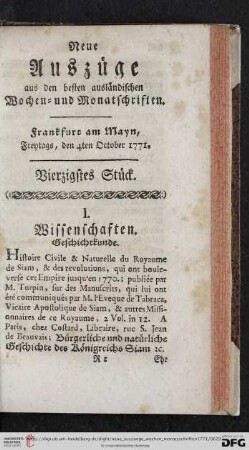 Neue
Auszüge
aus den besten ausländischen
Wochen- und Monatschriften.
Frankfurt am Mayn,
Freytags, den 4ten October 1771.
Vierzigstes Stück.
I.
Wissenschaften.
Geschichtkunde.
Histoire Civile & Naturelle du Royaume
de Siam, & des revolutions, qui ont boule-
versé cet Empire jusqu'en 1770.; publiée par
M. Turpin, sur des Manuscrits, qui lui ont
été communiqués par M. l'Eveque de Tabraca,
Vicaire Apostolique de Siam, & autres Missi-
onnaires de ce Royaume, 2 Vol. in 12. A
Paris, chez Costard, Libraire, rue S. Jean
de Beauvais; Bürgerliche und natürliche
Geschichte des Königreichs Siam ꝛc.
R r Ehe